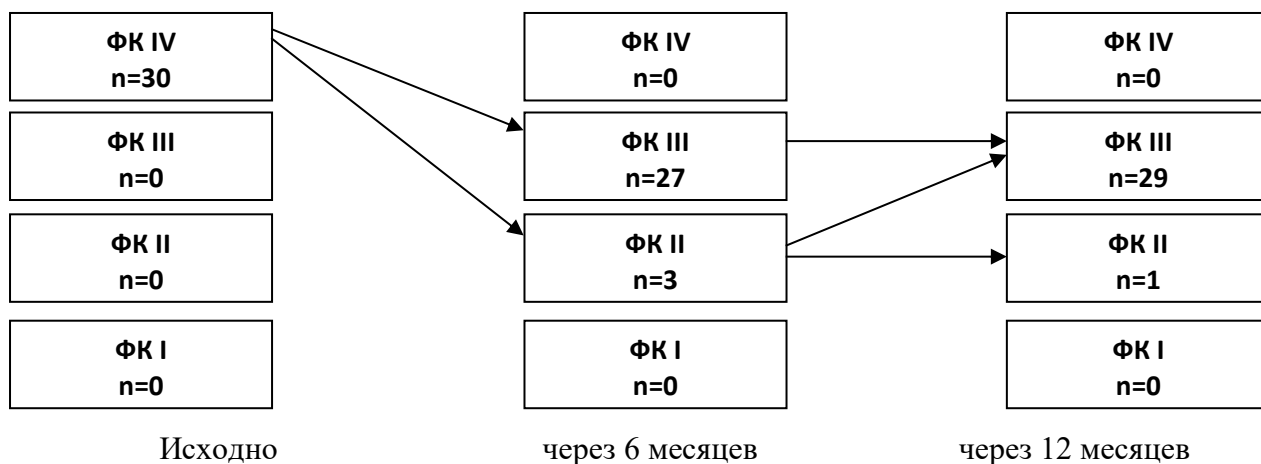 ФК IV
n=30
ФК III
n=0
ФК II
n=0
ФК I
n=0
Исходно
ФК IV
n=0
ФК III
n=27
ФК II
n=3
ФК I
n=0
через 6 месяцев
ФК IV
n=0
ФК III
n=29
ФК II
n=1
ФК I
n=0
через 12 месяцев